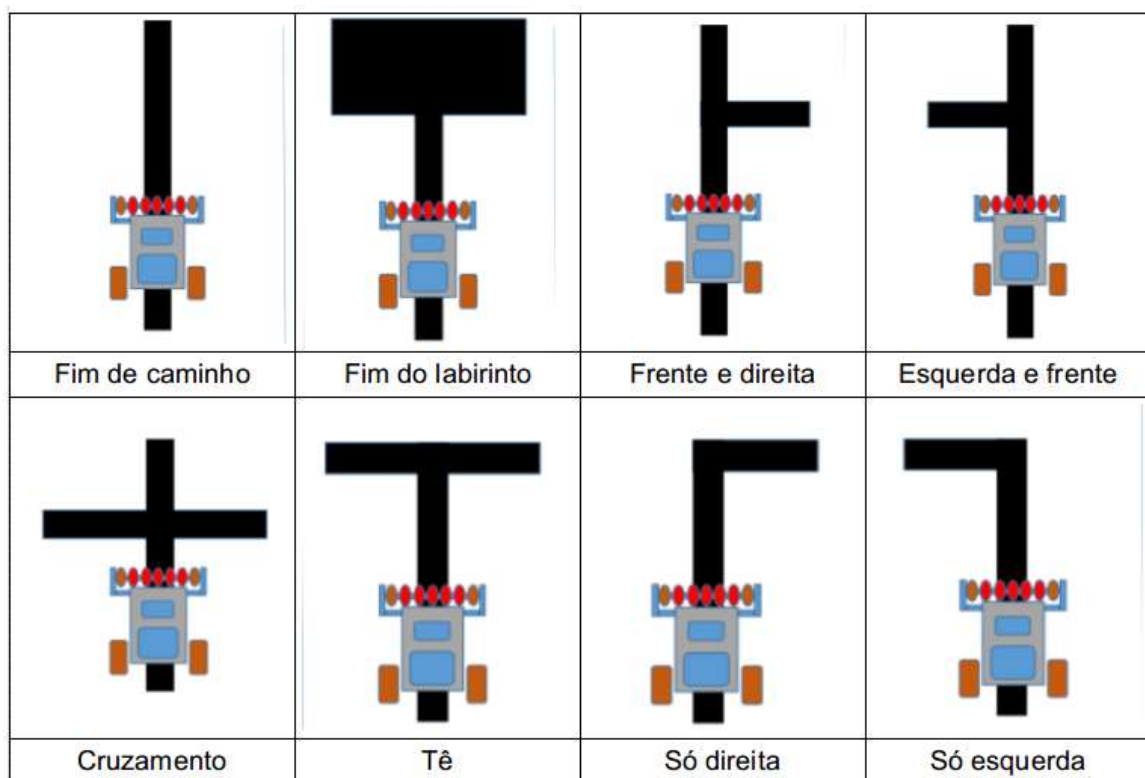 Fim de caminho
Fim do labirinto
Frente e direita
Esquerda e frente
Cruzamento
Tê
Só direita
Só esquerda